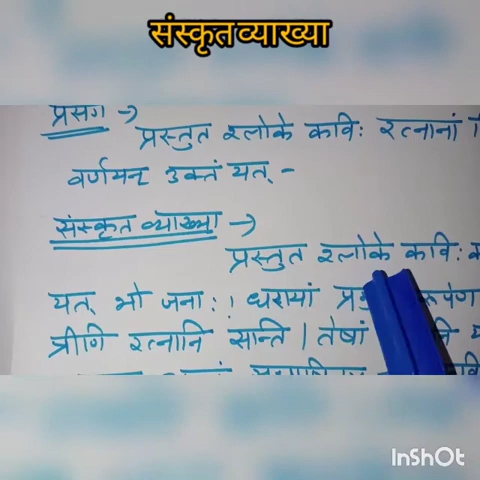 संस्कृत व्याख्या
प्रसंग →
प्रस्तुत श्लोके कविः रत्नानां
वर्णयन् उक्तं यत् -
संस्कृत व्याख्या →
प्रस्तुत श्लोके कविः
यत् भो जनाः ! धरायां
त्रीणि रत्नानि सन्ति । तेषां
InShOt